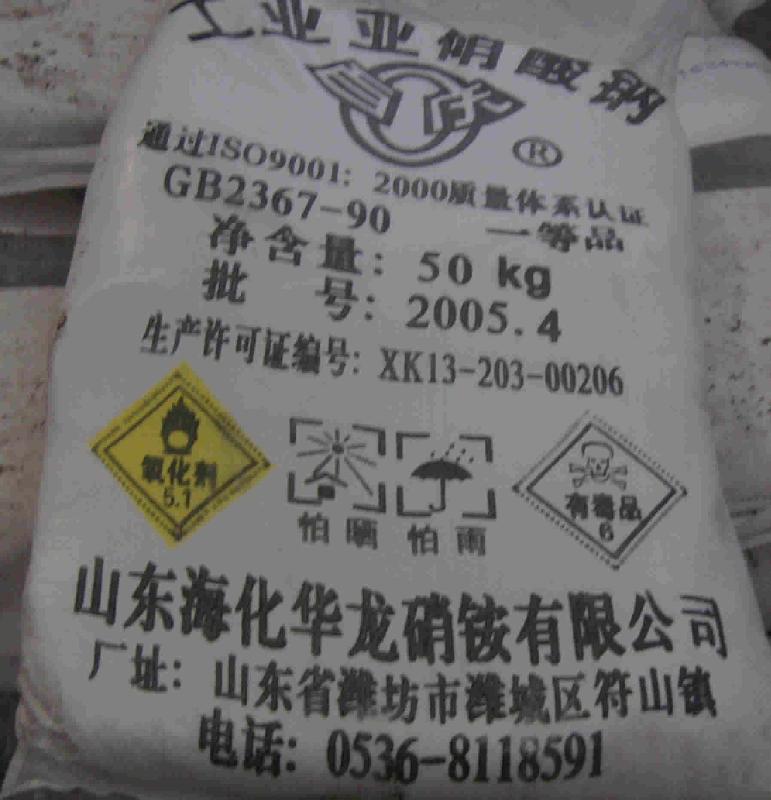 工业亚硝酸钠
®
通过ISO9001: 2000质量体系认证
GB2367-90 一等品
净含量: 50 kg
批 号: 2005.4
生产许可证编号: XK13-203-00206
氧化剂
5.1
怕晒 怕雨
有毒品
6
山东海化华龙硝铵有限公司
厂址: 山东省潍坊市潍城区符山镇
电话: 0536-8118591